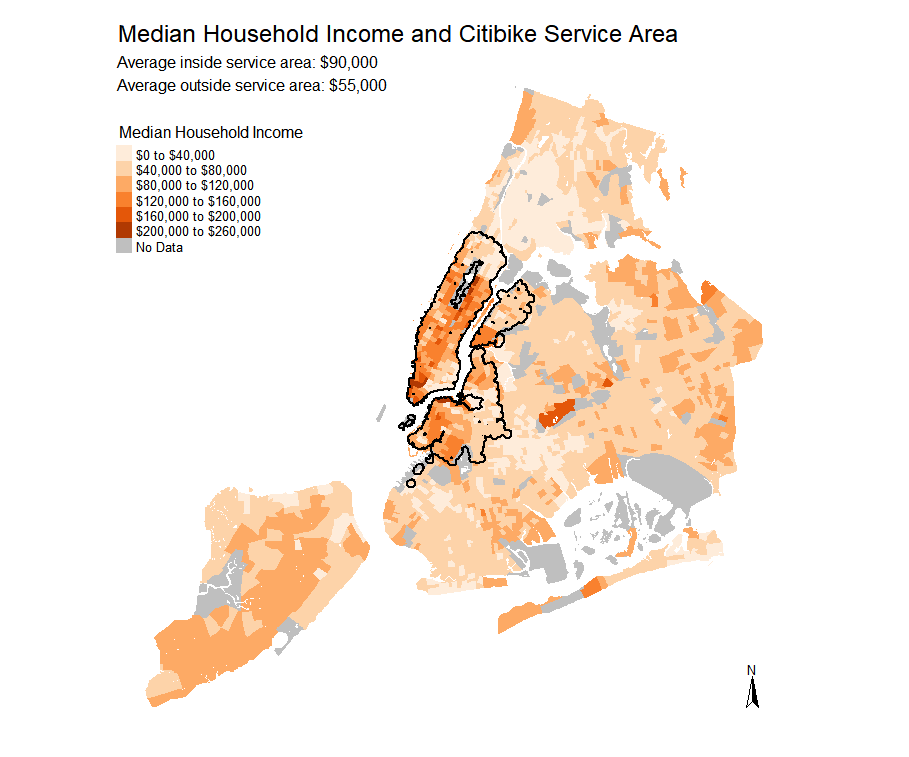 Median Household Income and Citibike Service Area
Average inside service area: $90,000
Average outside service area: $55,000
Median Household Income
$0 to $40,000
$40,000 to $80,000
$80,000 to $120,000
$120,000 to $160,000
$160,000 to $200,000
$200,000 to $260,000
No Data
N